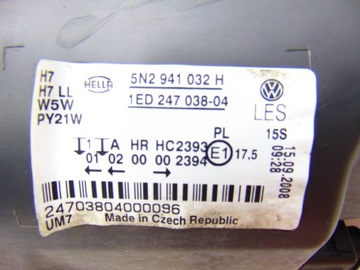 H7
H7 LL
W5W
PY21W
HELLA
5N2 941 032 H
1ED 247 038-04
LES
1 A HR HC2393
01 02 00 00 2394
PL
E1 17.5
15S
15.09.2008
09:28
24703804000096
UM7 Made in Czech Republic